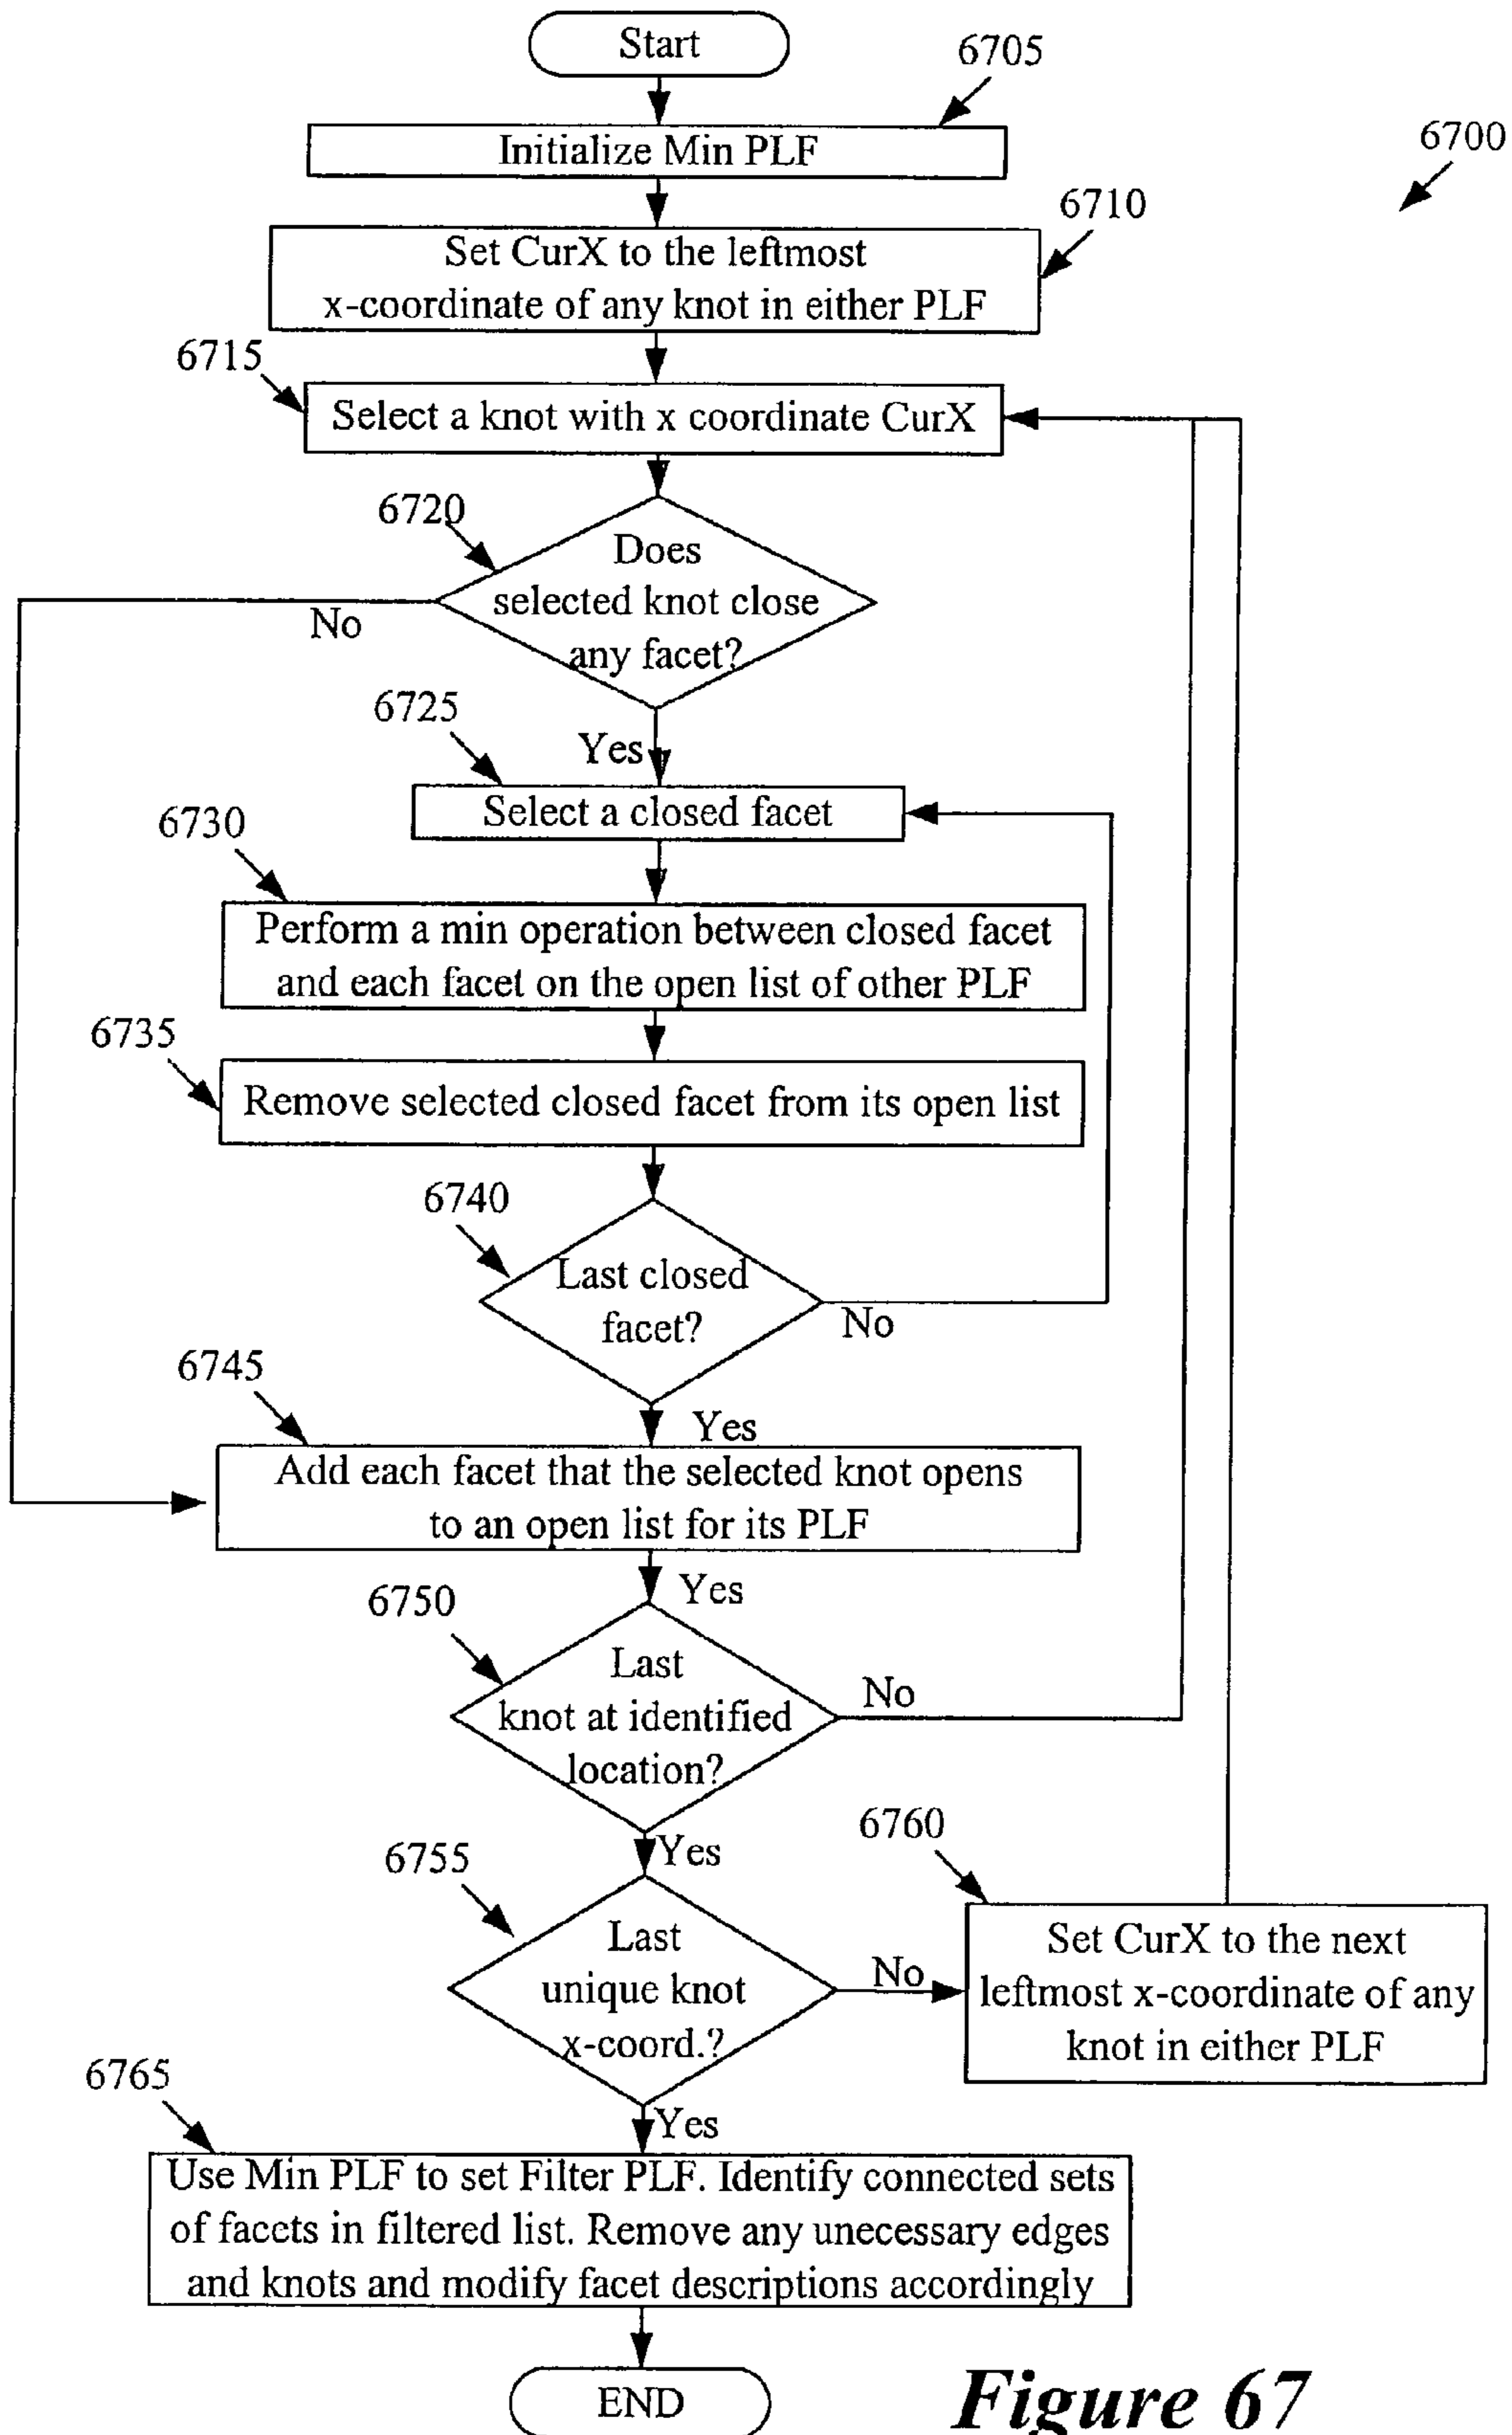 Start
6705
Initialize Min PLF
6700
6710
Set CurX to the leftmost
x-coordinate of any knot in either PLF
6715
Select a knot with x coordinate CurX
6720
Does
selected knot close
any facet?
No
6725
Yes
Select a closed facet
6730
Perform a min operation between closed facet
and each facet on the open list of other PLF
6735
Remove selected closed facet from its open list
6740
Last closed
facet?
No
6745
Yes
Add each facet that the selected knot opens
to an open list for its PLF
6750
Yes
Last
knot at identified
location?
No
6755
Yes
6760
Last
unique knot
x-coord.?
No
Set CurX to the next
leftmost x-coordinate of any
knot in either PLF
6765
Yes
Use Min PLF to set Filter PLF. Identify connected sets
of facets in filtered list. Remove any unecessary edges
and knots and modify facet descriptions accordingly
END
Figure 67